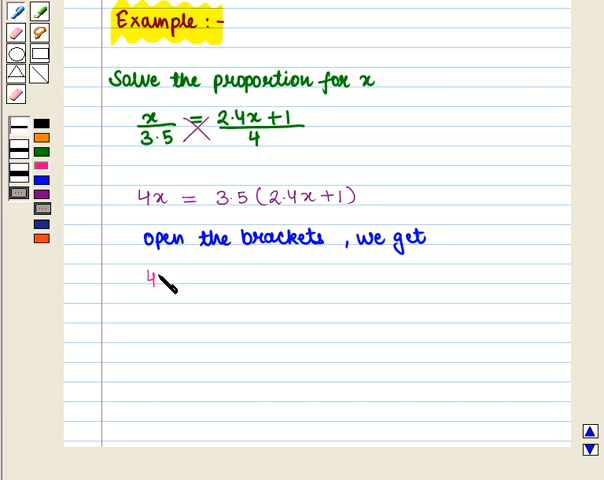 Example :-
Solve the proportion for x
x/3.5 = 2.4x+1/4
4x = 3.5(2.4x+1)
open the brackets, we get
4